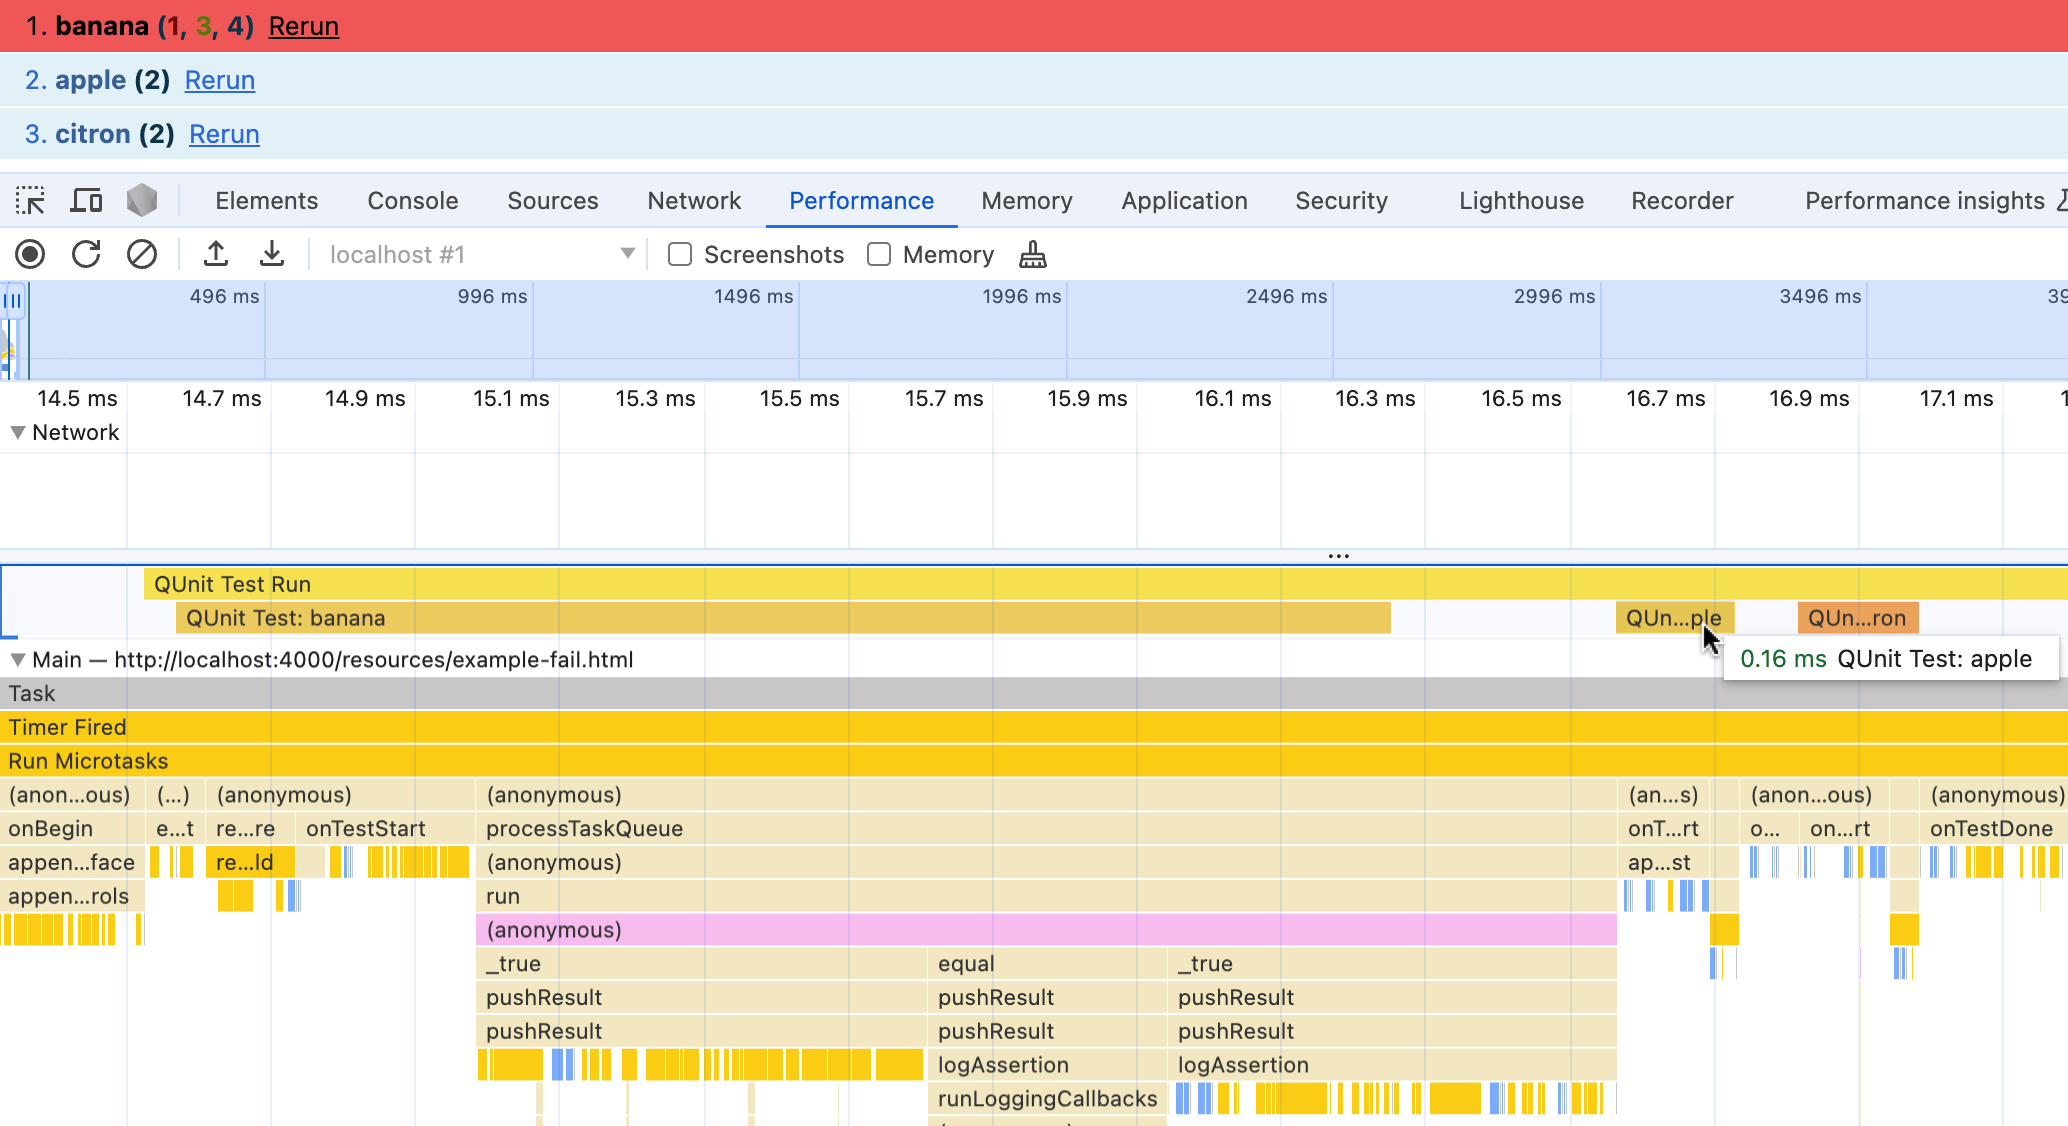 1. banana (1, 3, 4) Rerun
2. apple (2) Rerun
3. citron (2) Rerun
Elements Console Sources Network Performance Memory Application Security Lighthouse Recorder Performance insights
localhost #1 Screenshots Memory
496 ms 996 ms 1496 ms 1996 ms 2496 ms 2996 ms 3496 ms 39
14.5 ms 14.7 ms 14.9 ms 15.1 ms 15.3 ms 15.5 ms 15.7 ms 15.9 ms 16.1 ms 16.3 ms 16.5 ms 16.7 ms 16.9 ms 17.1 ms 1
Network
...
QUnit Test Run
QUnit Test: banana QUn...ple QUn...ron
Main — http://localhost:4000/resources/example-fail.html
0.16 ms QUnit Test: apple
Task
Timer Fired
Run Microtasks
(anon...ous) (...) (anonymous) (anonymous) (an...s) (anon...ous) (anonymous)
onBegin e...t re...re onTestStart processTaskQueue onT...rt o... on...rt onTestDone
appen...face re...ld (anonymous) ap...st
appen...rols run
(anonymous)
_true equal _true
pushResult pushResult pushResult
pushResult pushResult pushResult
logAssertion logAssertion
runLoggingCallbacks